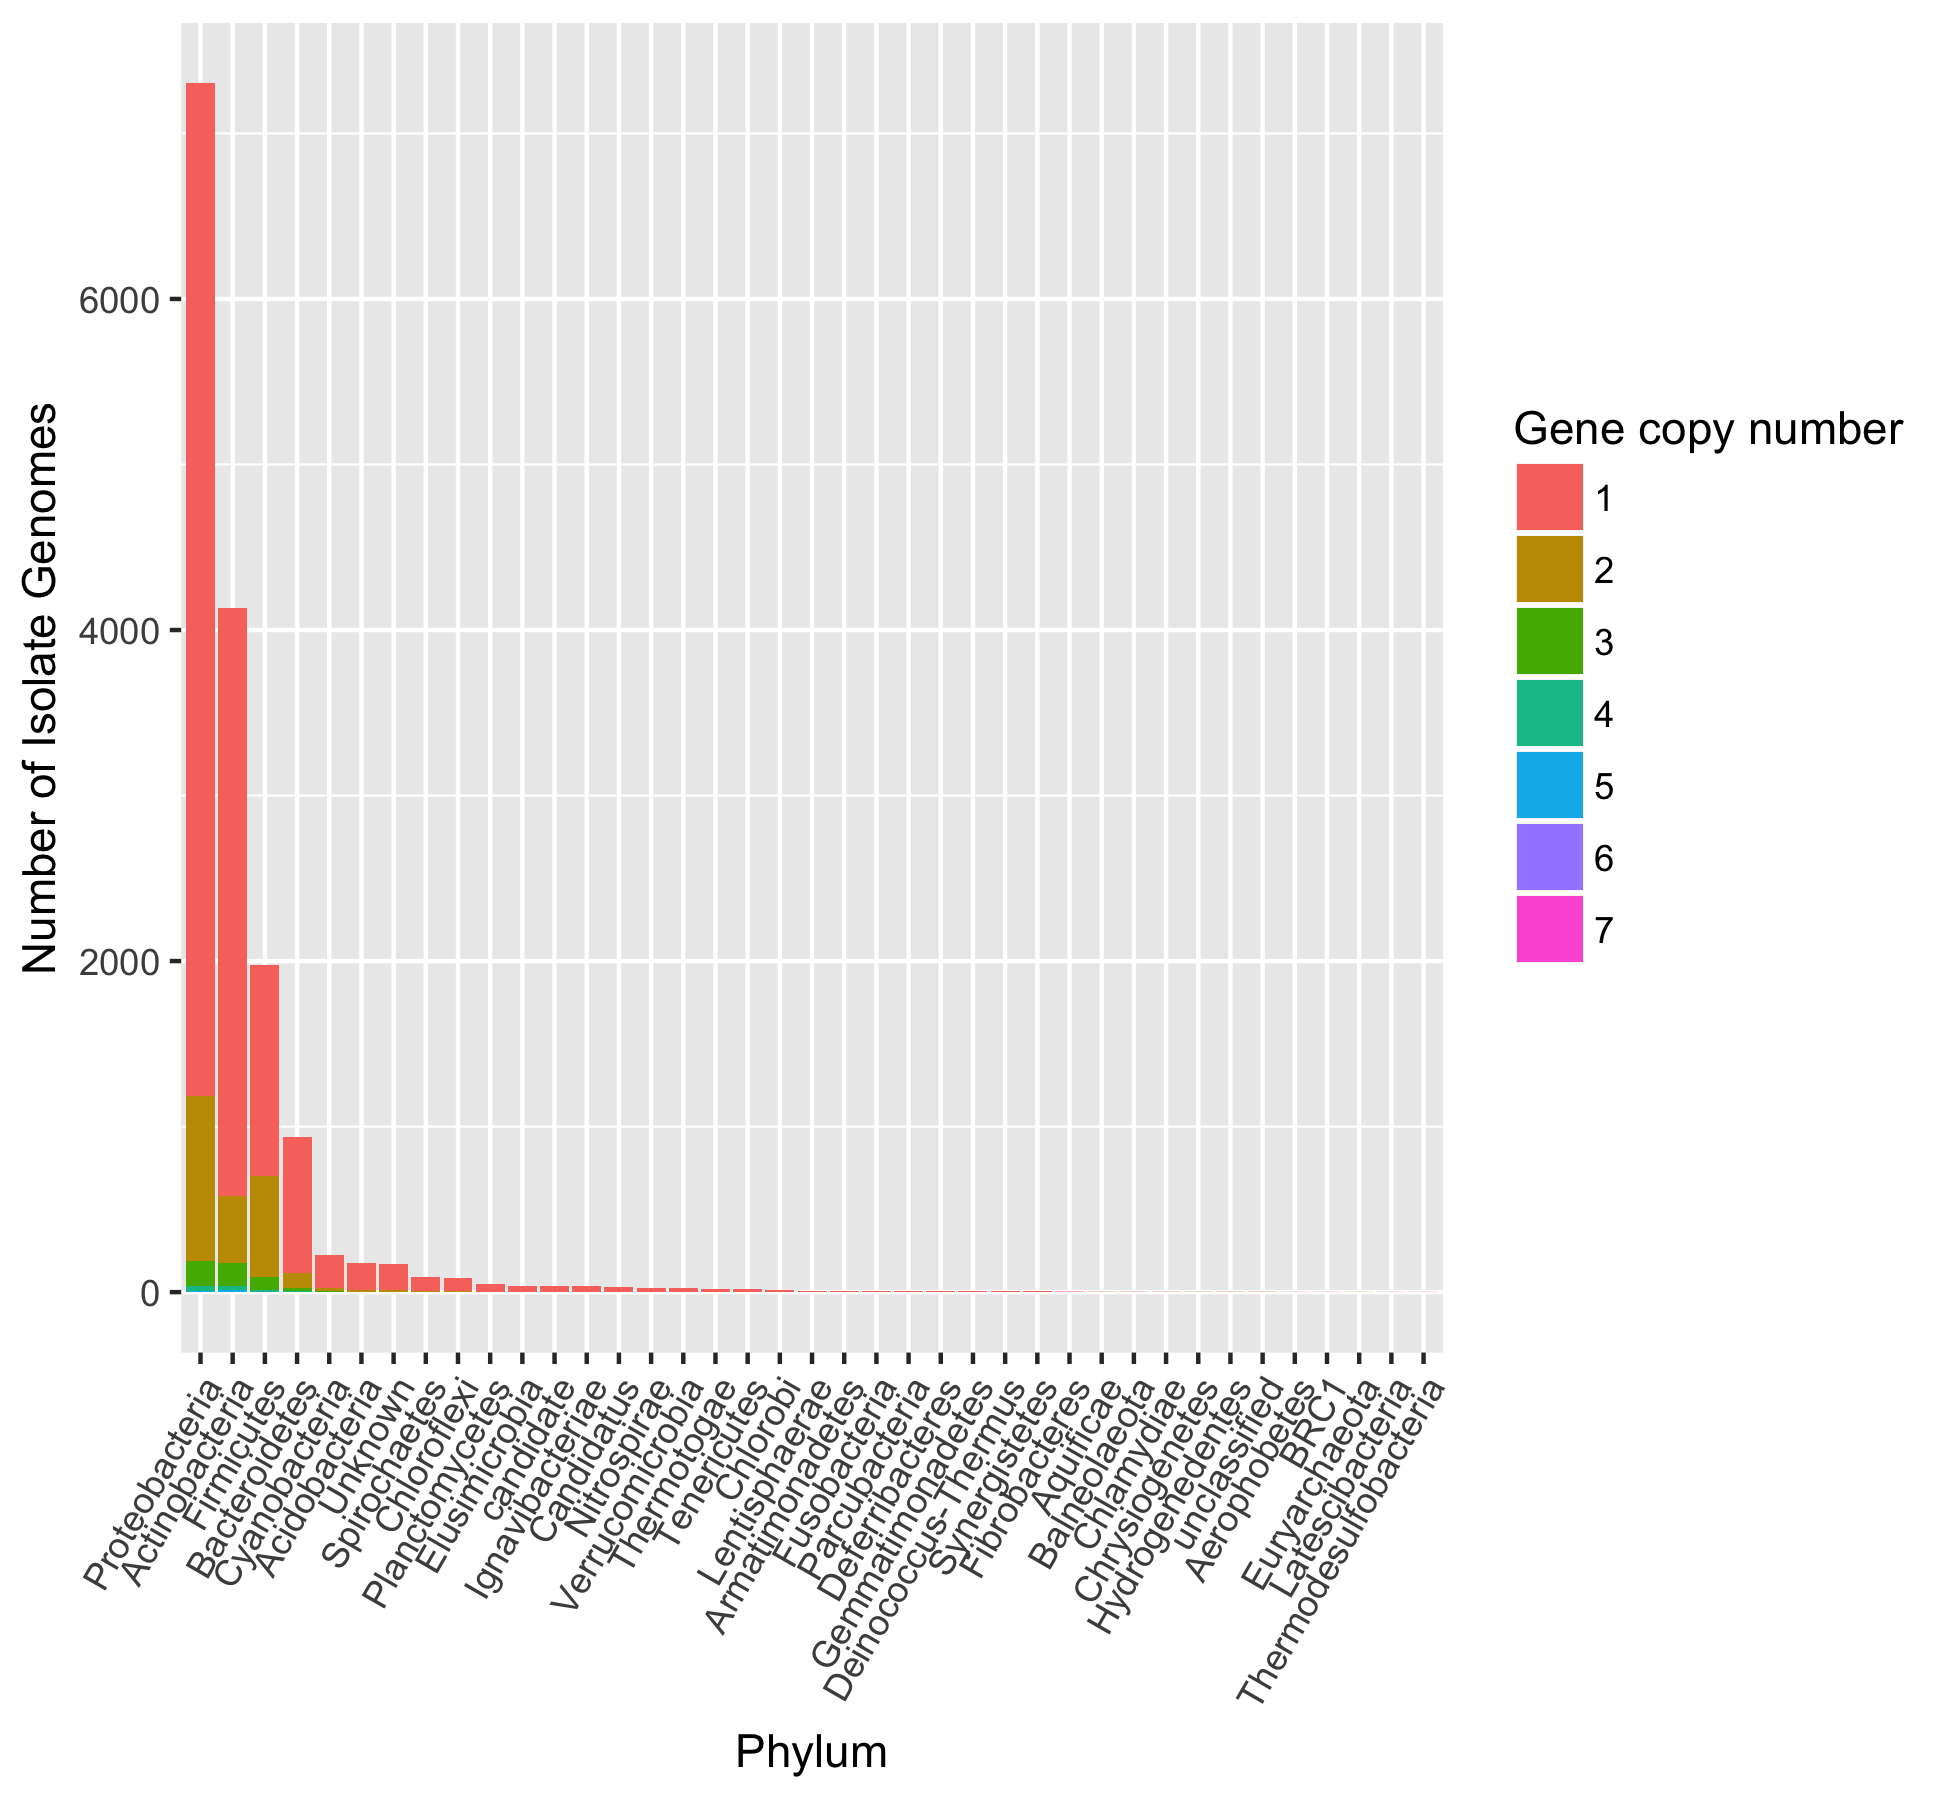 Number of Isolate Genomes
6000
4000
2000
0
Proteobacteria
Actinobacteria
Firmicutes
Bacteroidetes
Cyanobacteria
Acidobacteria
Unknown
Spirochaetes
Chloroflexi
Planctomycetes
Elusimicrobia
candidate
Ignavibacteriae
Candidatus
Nitrospirae
Verrucomicrobia
Thermotogae
Tenericutes
Chlorobi
Lentisphaerae
Armatimonadetes
Fusobacteria
Parcubacteria
Deferribacteres
Gemmatimonadetes
Deinococcus-Thermus
Synergistetes
Fibrobacteres
Aquificae
Balneolaeota
Chlamydiae
Chrysiogenetes
Hydrogenedentes
unclassified
Aerophobetes
BRC1
Euryarchaeota
Latescibacteria
Thermodesulfobacteria
Phylum
Gene copy number
1
2
3
4
5
6
7